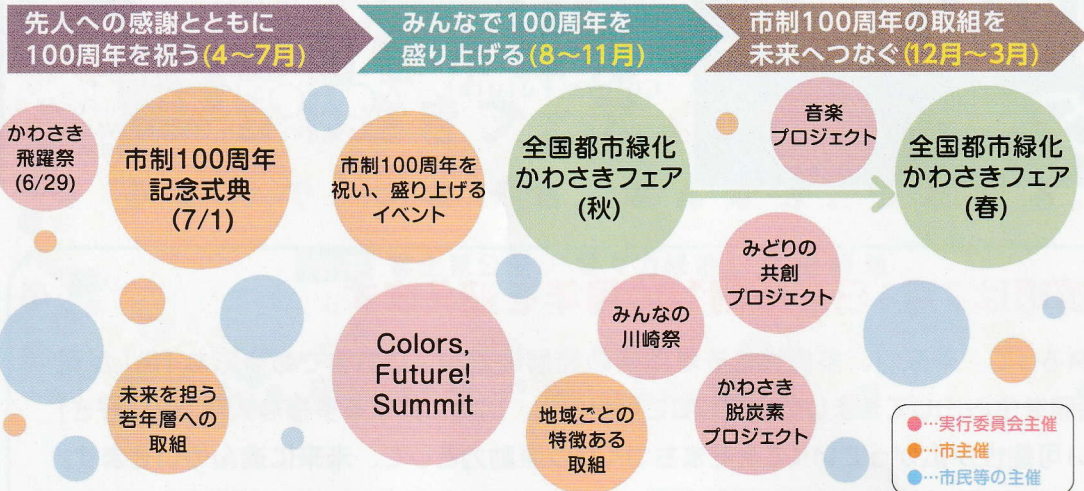 先人への感謝とともに
100周年を祝う(4〜7月)
みんなで100周年を
盛り上げる(8〜11月)
市制100周年の取組を
未来へつなぐ(12月〜3月)
かわさき
飛躍祭
(6/29)
市制100周年
記念式典
(7/1)
市制100周年を
祝い、盛り上げる
イベント
全国都市緑化
かわさきフェア
(秋)
音楽
プロジェクト
全国都市緑化
かわさきフェア
(春)
みどりの
共創
プロジェクト
みんなの
川崎祭
Colors,
Future!
Summit
未来を担う
若年層への
取組
地域ごとの
特徴ある
取組
かわさき
脱炭素
プロジェクト
●…実行委員会主催
●…市主催
●…市民等の主催